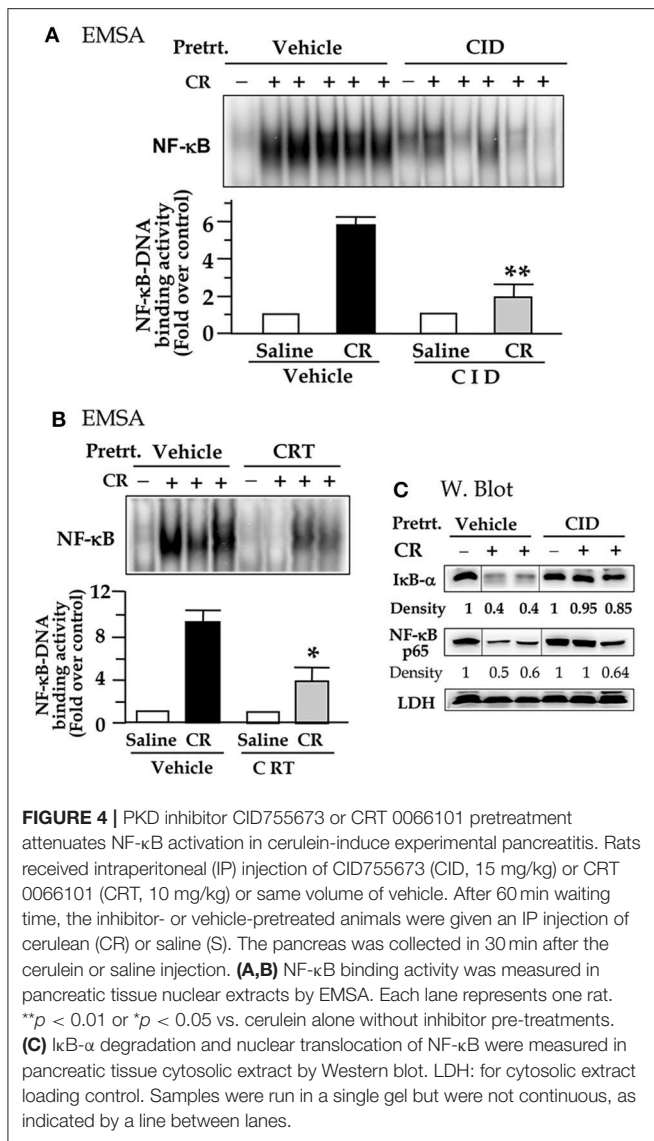 A EMSA
Pretrt. Vehicle CID
CR − + + + + + − + + + + +
NF-κB
NF-κB-DNA
binding activity
(Fold over control)
6
4
2
0
**
Saline CR Saline CR
Vehicle C I D
B EMSA
Pretrt. Vehicle CRT
CR − + + + − + + +
NF-κB
NF-κB-DNA
binding activity
(Fold over control)
12
8
4
0
*
Saline CR Saline CR
Vehicle C RT
C W. Blot
Pretrt. Vehicle CID
CR − + + − + +
IκB-α
Density 1 0.4 0.4 1 0.95 0.85
NF-κB
p65
Density 1 0.5 0.6 1 1 0.64
LDH
FIGURE 4 | PKD inhibitor CID755673 or CRT 0066101 pretreatment
attenuates NF-κB activation in cerulein-induce experimental pancreatitis. Rats
received intraperitoneal (IP) injection of CID755673 (CID, 15 mg/kg) or CRT
0066101 (CRT, 10 mg/kg) or same volume of vehicle. After 60 min waiting
time, the inhibitor- or vehicle-pretreated animals were given an IP injection of
cerulean (CR) or saline (S). The pancreas was collected in 30 min after the
cerulein or saline injection. (A,B) NF-κB binding activity was measured in
pancreatic tissue nuclear extracts by EMSA. Each lane represents one rat.
**p < 0.01 or *p < 0.05 vs. cerulein alone without inhibitor pre-treatments.
(C) IκB-α degradation and nuclear translocation of NF-κB were measured in
pancreatic tissue cytosolic extract by Western blot. LDH: for cytosolic extract
loading control. Samples were run in a single gel but were not continuous, as
indicated by a line between lanes.